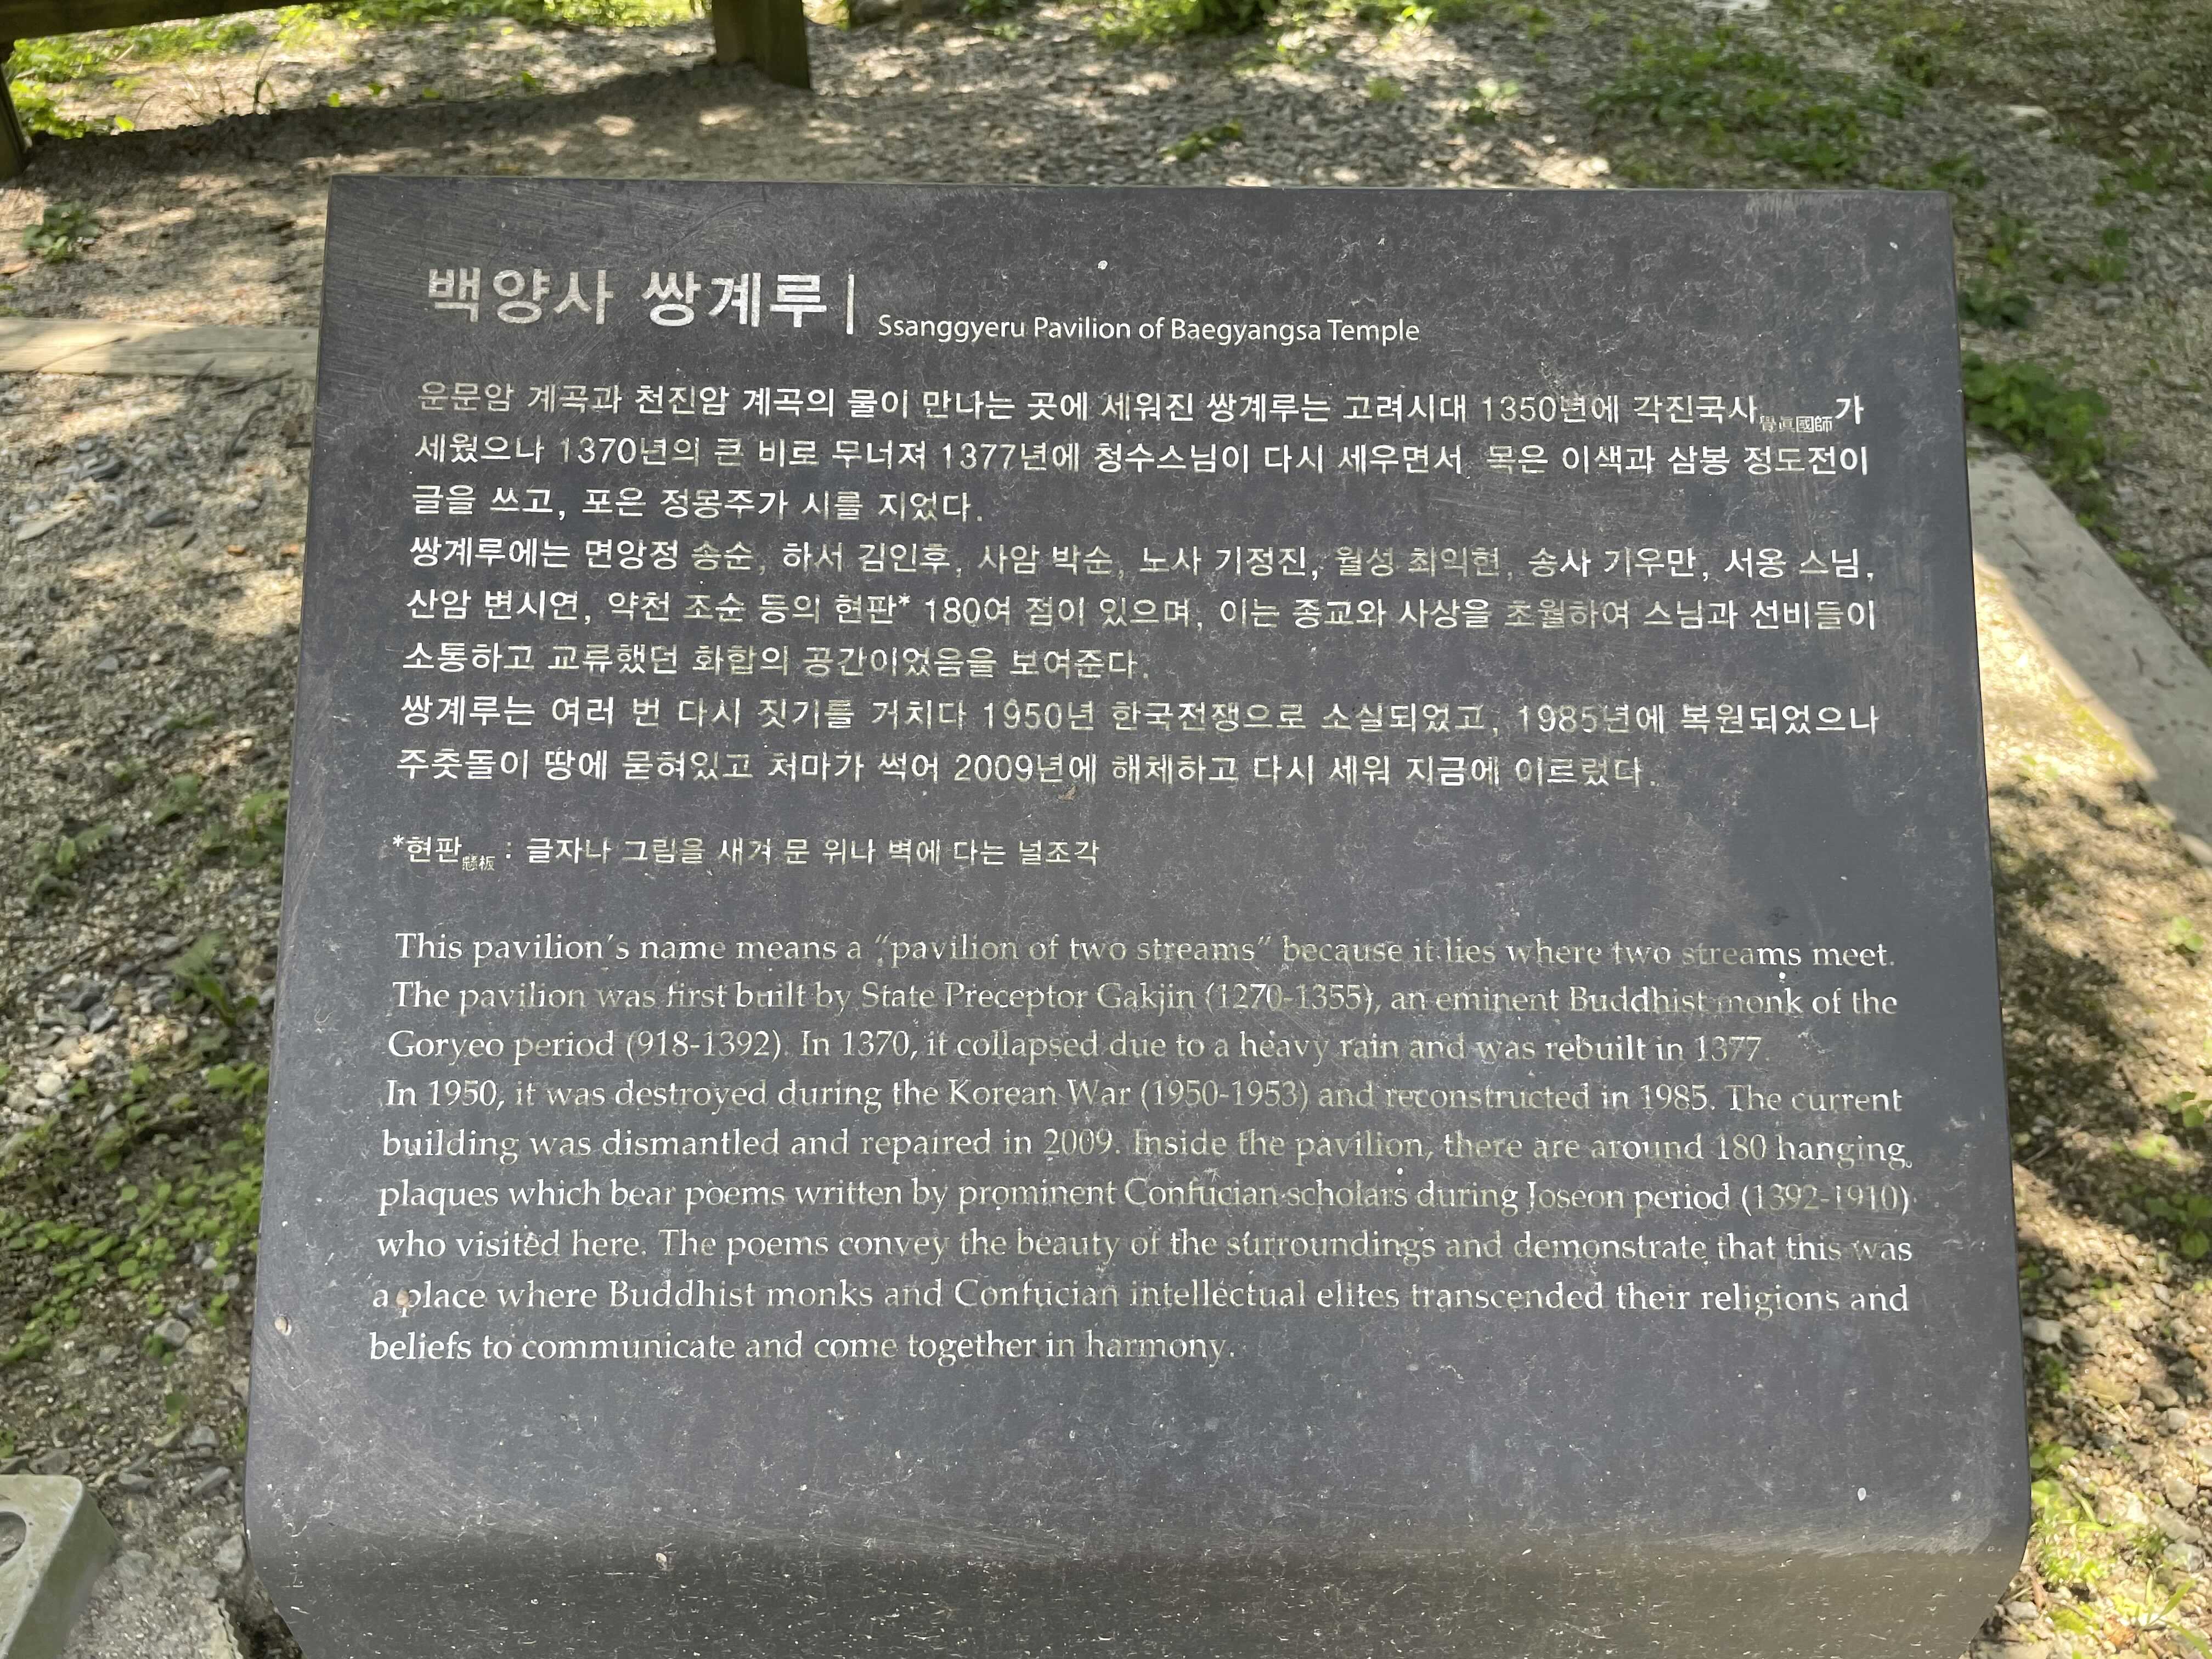 백양사 쌍계루| Ssanggyeru Pavilion of Baegyangsa Temple
운문암 계곡과 천진암 계곡의 물이 만나는 곳에 세워진 쌍계루는 고려시대 1350년에 각진국사覺眞國師가
세웠으나 1370년의 큰 비로 무너져 1377년에 청수스님이 다시 세우면서 목은 이색과 삼봉 정도전이
글을 쓰고, 포은 정몽주가 시를 지었다.
쌍계루에는 면앙정 송순, 하서 김인후, 사암 박순, 노사 기정진, 월성 최익현, 송사 기우만, 서옹 스님,
산암 변시연, 약천 조순 등의 현판* 180여 점이 있으며, 이는 종교와 사상을 초월하여 스님과 선비들이
소통하고 교류했던 화합의 공간이었음을 보여준다.
쌍계루는 여러 번 다시 짓기를 거치다 1950년 한국전쟁으로 소실되었고, 1985년에 복원되었으나
주춧돌이 땅에 묻혀있고 처마가 썩어 2009년에 해체하고 다시 세워 지금에 이르렀다.
*현판懸板 : 글자나 그림을 새겨 문 위나 벽에 다는 널조각
This pavilion's name means a "pavilion of two streams" because it lies where two streams meet.
The pavilion was first built by State Preceptor Gakjin (1270-1355), an eminent Buddhist monk of the
Goryeo period (918-1392). In 1370, it collapsed due to a heavy rain and was rebuilt in 1377.
In 1950, it was destroyed during the Korean War (1950-1953) and reconstructed in 1985. The current
building was dismantled and repaired in 2009. Inside the pavilion, there are around 180 hanging
plaques which bear poems written by prominent Confucian scholars during Joseon period (1392-1910)
who visited here. The poems convey the beauty of the surroundings and demonstrate that this was
a place where Buddhist monks and Confucian intellectual elites transcended their religions and
beliefs to communicate and come together in harmony.